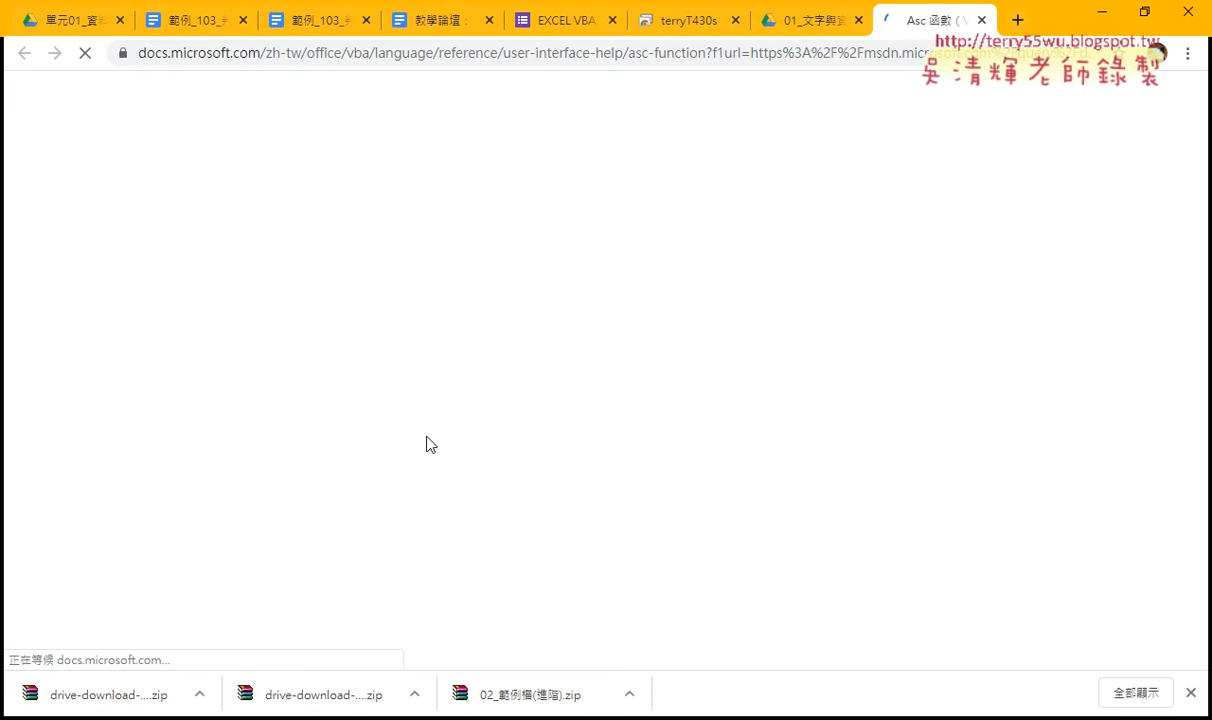 單元01_資料
範例_103_
範例_103_
教學論壇：
EXCEL VBA
terryT430s
01_文字與資
Asc 函數 ( V
docs.microsoft.com/zh-tw/office/vba/language/reference/user-interface-help/asc-function?f1url=https%3A%2F%2Fmsdn.micr
http://terry55wu.blogspot.tw
吳清輝老師錄製
正在等候 docs.microsoft.com...
drive-download-....zip
drive-download-....zip
02_範例檔(進階).zip
全部顯示